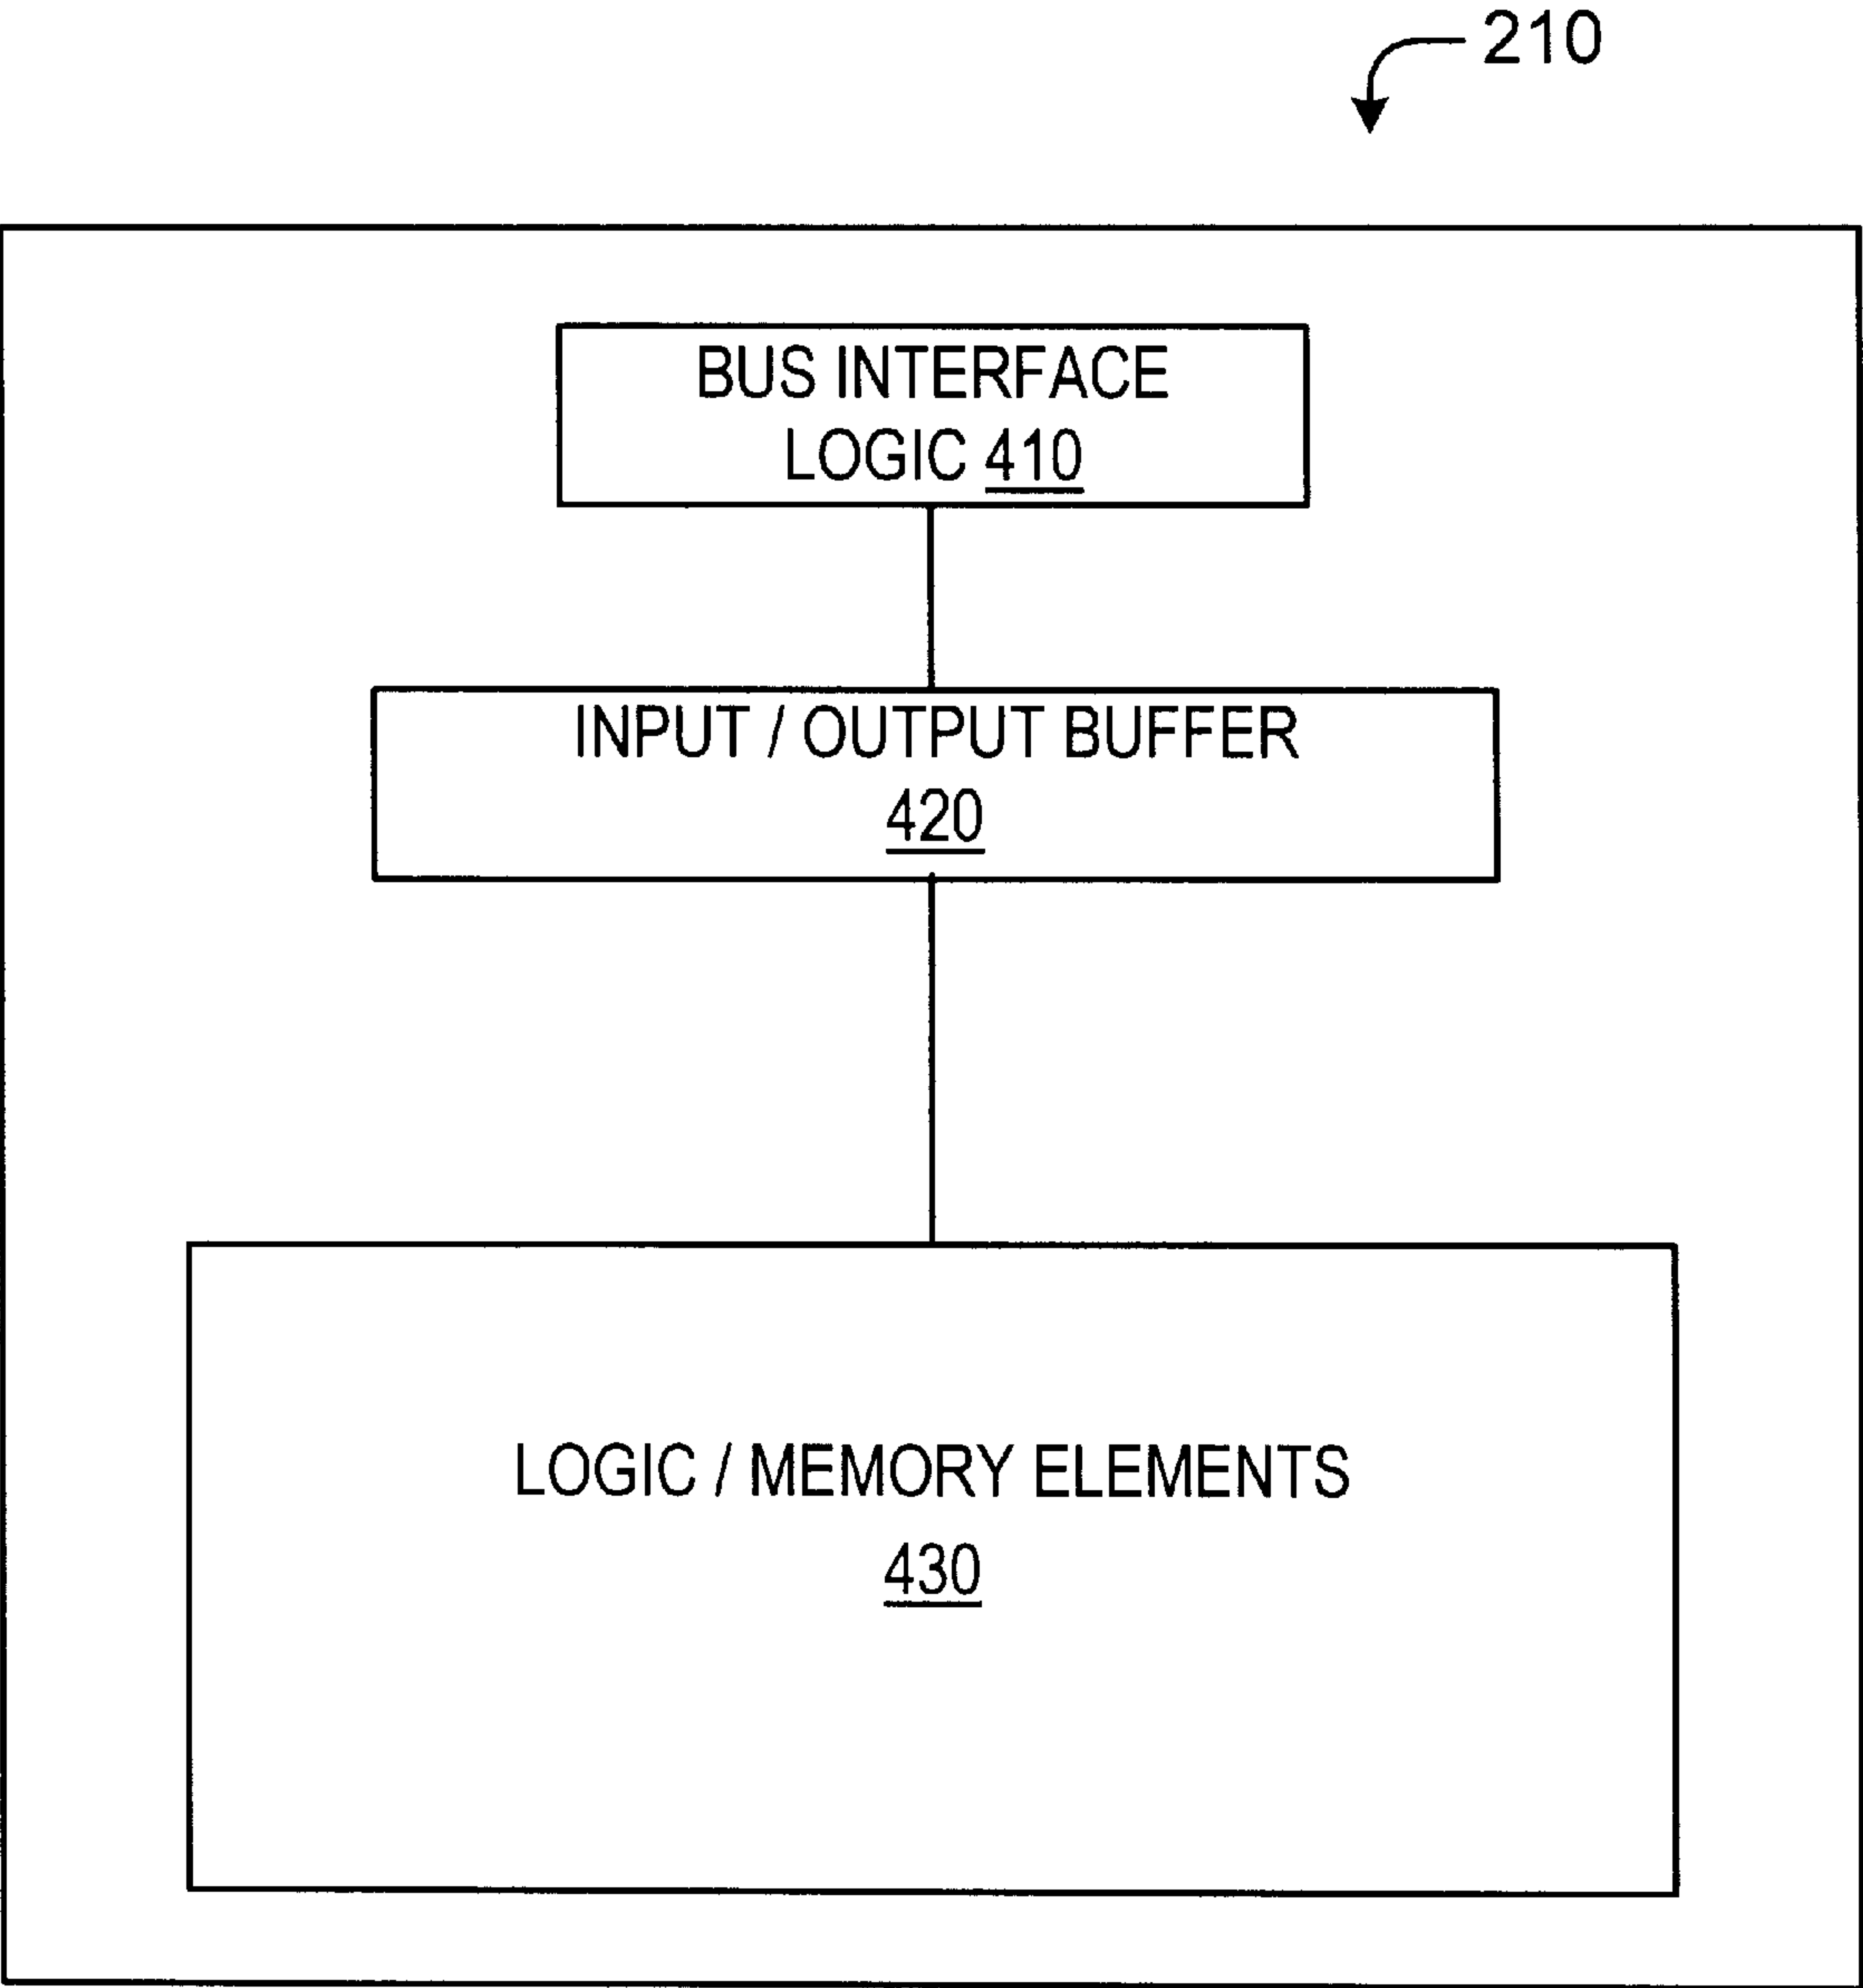 210
BUS INTERFACE
LOGIC 410
INPUT / OUTPUT BUFFER
420
LOGIC / MEMORY ELEMENTS
430